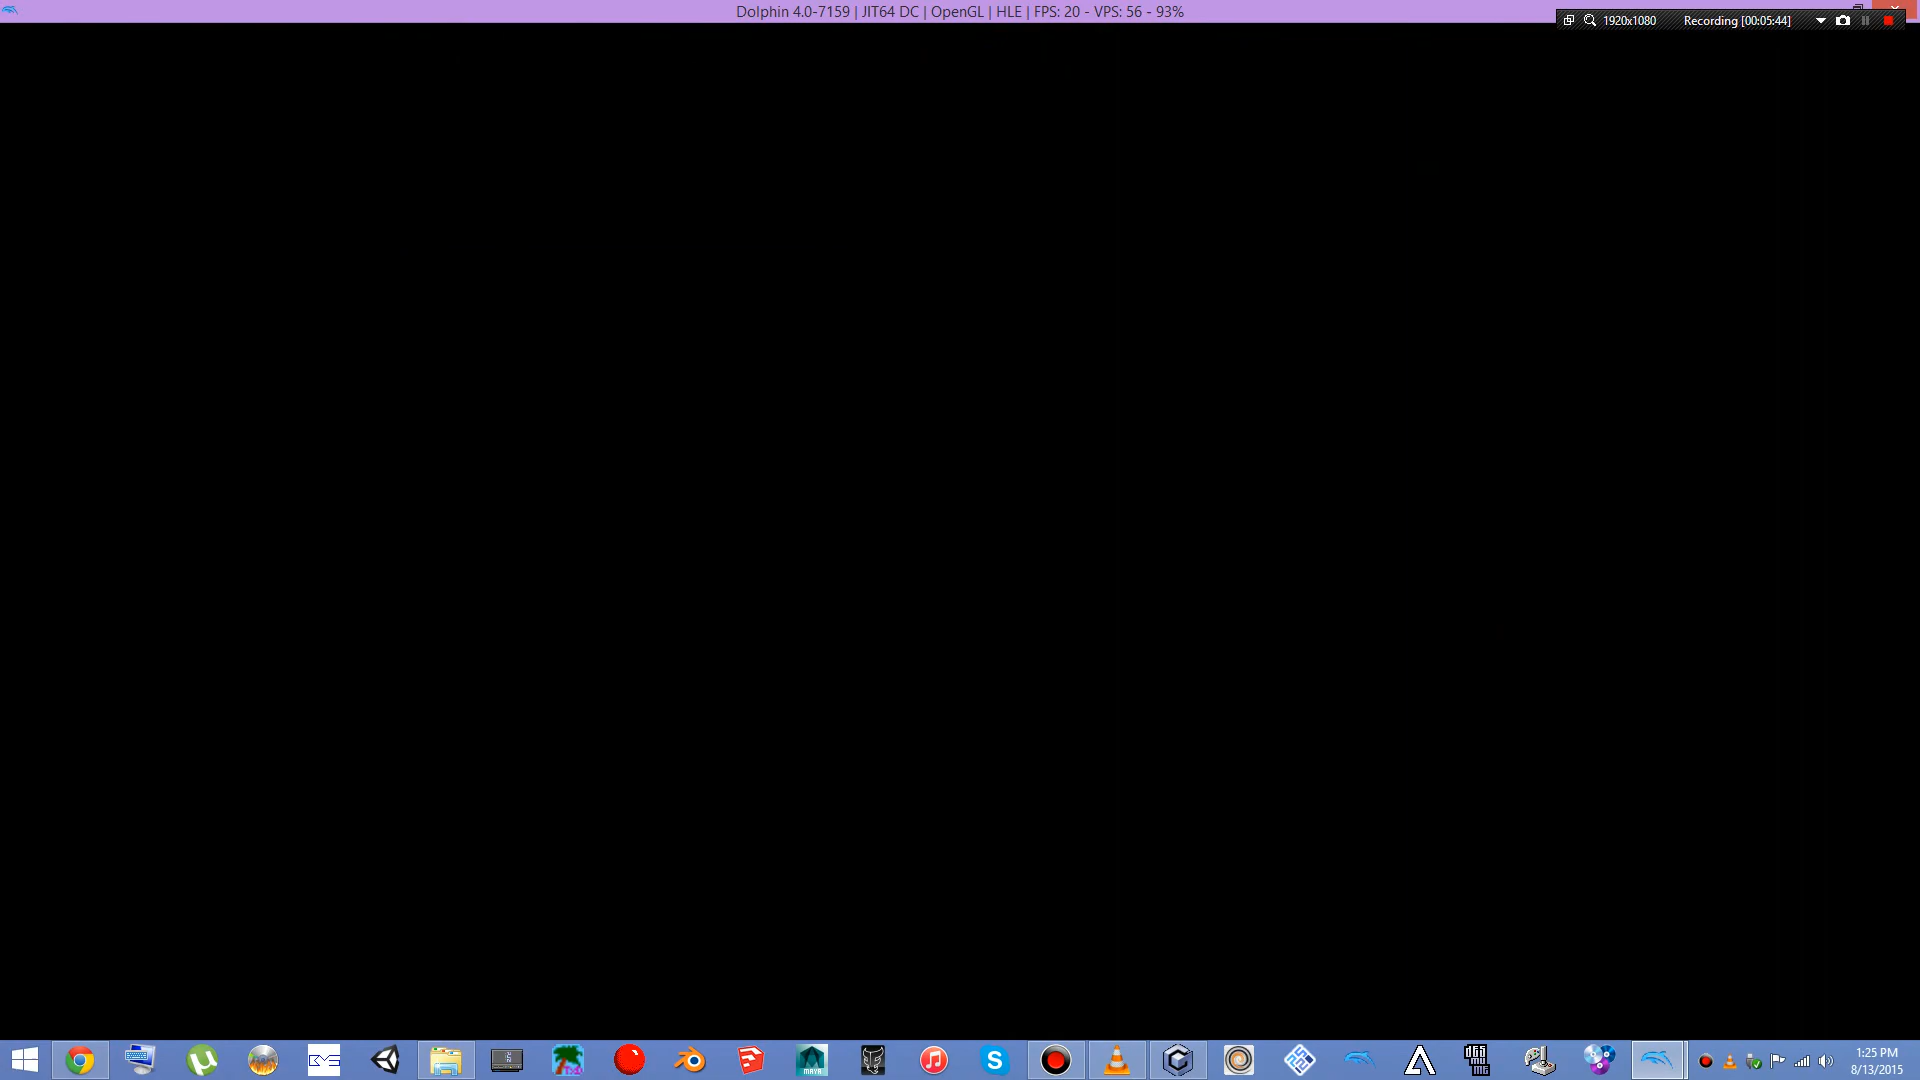 Dolphin 4.0-7159 | JIT64 DC | OpenGL | HLE | FPS: 20 - VPS: 56 - 93%
1920x1080 Recording [00:05:44]
MAYA
S
1:25 PM
8/13/2015